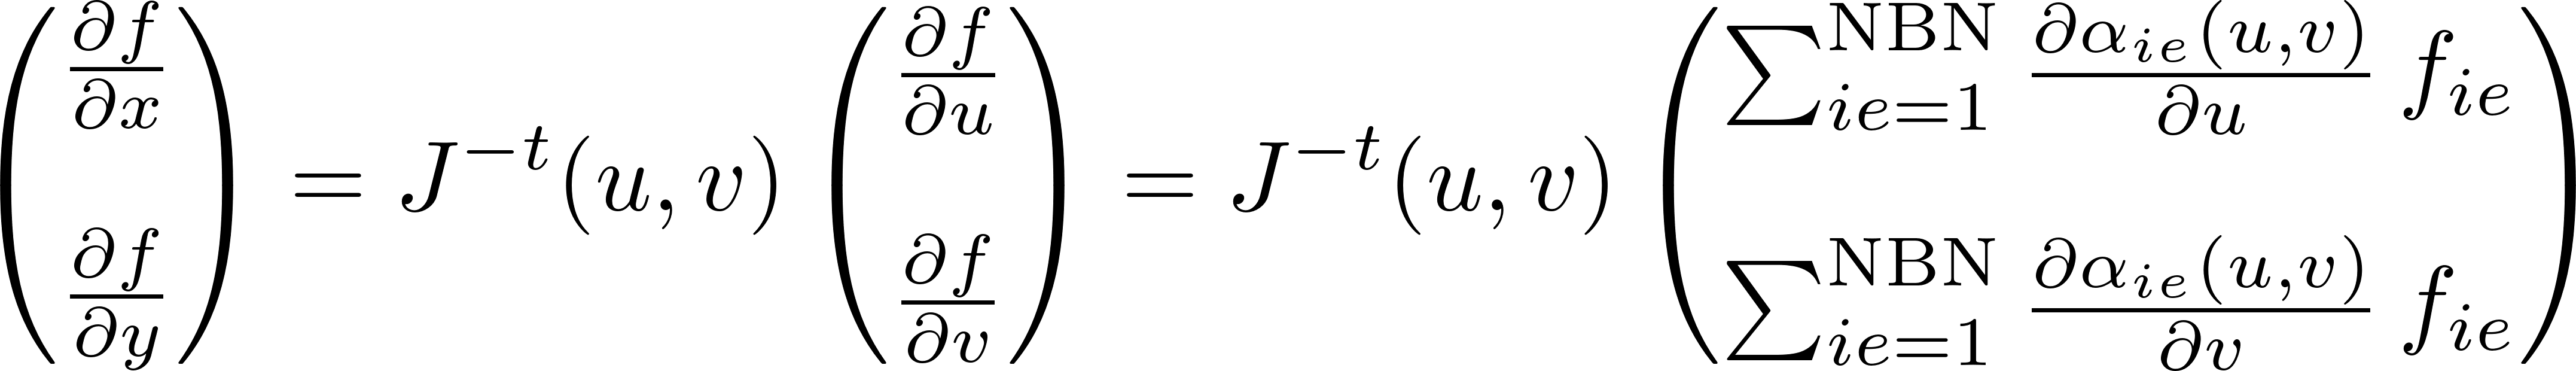 \begin{pmatrix} \frac{\partial f}{\partial x} \\ \\ \frac{\partial f}{\partial y} \end{pmatrix} = J^{-t}(u,v) \begin{pmatrix} \frac{\partial f}{\partial u} \\ \\ \frac{\partial f}{\partial v} \end{pmatrix} = J^{-t}(u,v) \begin{pmatrix} \sum_{ie=1}^{\text{NBN}} \frac{\partial \alpha_{ie}(u,v)}{\partial u} \, f_{ie} \\ \\ \sum_{ie=1}^{\text{NBN}} \frac{\partial \alpha_{ie}(u,v)}{\partial v} \, f_{ie} \end{pmatrix}